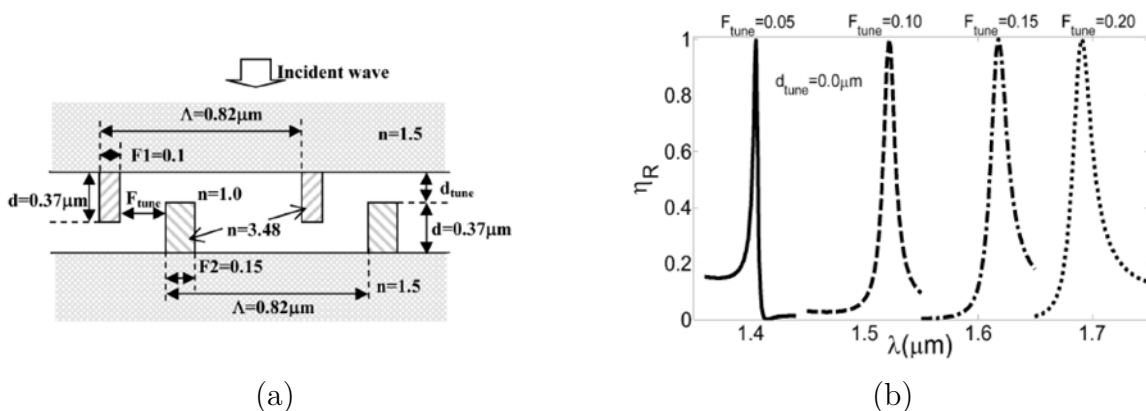 Incident wave
Λ=0.82μm
n=1.5
F1=0.1
d=0.37μm
F_tune
n=1.0
d_tune
n=3.48
d=0.37μm
F2=0.15
n=1.5
Λ=0.82μm
(a)
F_tune=0.05
F_tune=0.10
F_tune=0.15
F_tune=0.20
d_tune=0.0μm
η_R
1
0.8
0.6
0.4
0.2
0
1.4
1.5
1.6
1.7
λ(μm)
(b)